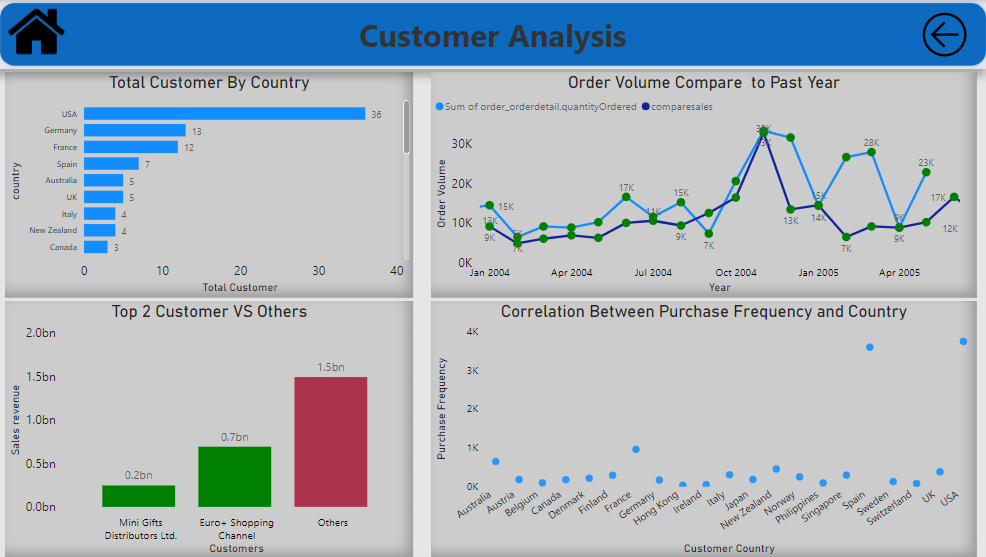 Customer Analysis
Total Customer By Country
country
USA
36
Germany
13
France
12
Spain
7
Australia
5
UK
5
Italy
4
New Zealand
4
Canada
3
0
10
20
30
40
Total Customer
Order Volume Compare to Past Year
Sum of order_orderdetail.quantityOrdered
comparesales
Order Volume
30K
20K
10K
0K
15K
13K
9K
7K
17K
11K
15K
9K
7K
33K
13K
15K
14K
7K
28K
9K
9K
23K
17K
12K
Jan 2004
Apr 2004
Jul 2004
Oct 2004
Jan 2005
Apr 2005
Year
Top 2 Customer VS Others
Sales revenue
2.0bn
1.5bn
1.0bn
0.5bn
0.0bn
0.2bn
0.7bn
1.5bn
Mini Gifts
Distributors Ltd.
Euro+ Shopping
Channel
Others
Customers
Correlation Between Purchase Frequency and Country
Purchase Frequency
4K
3K
2K
1K
0K
Australia
Austria
Belgium
Canada
Denmark
Finland
France
Germany
Hong Kong
Ireland
Italy
Japan
New Zealand
Norway
Philippines
Singapore
Spain
Sweden
Switzerland
UK
USA
Customer Country